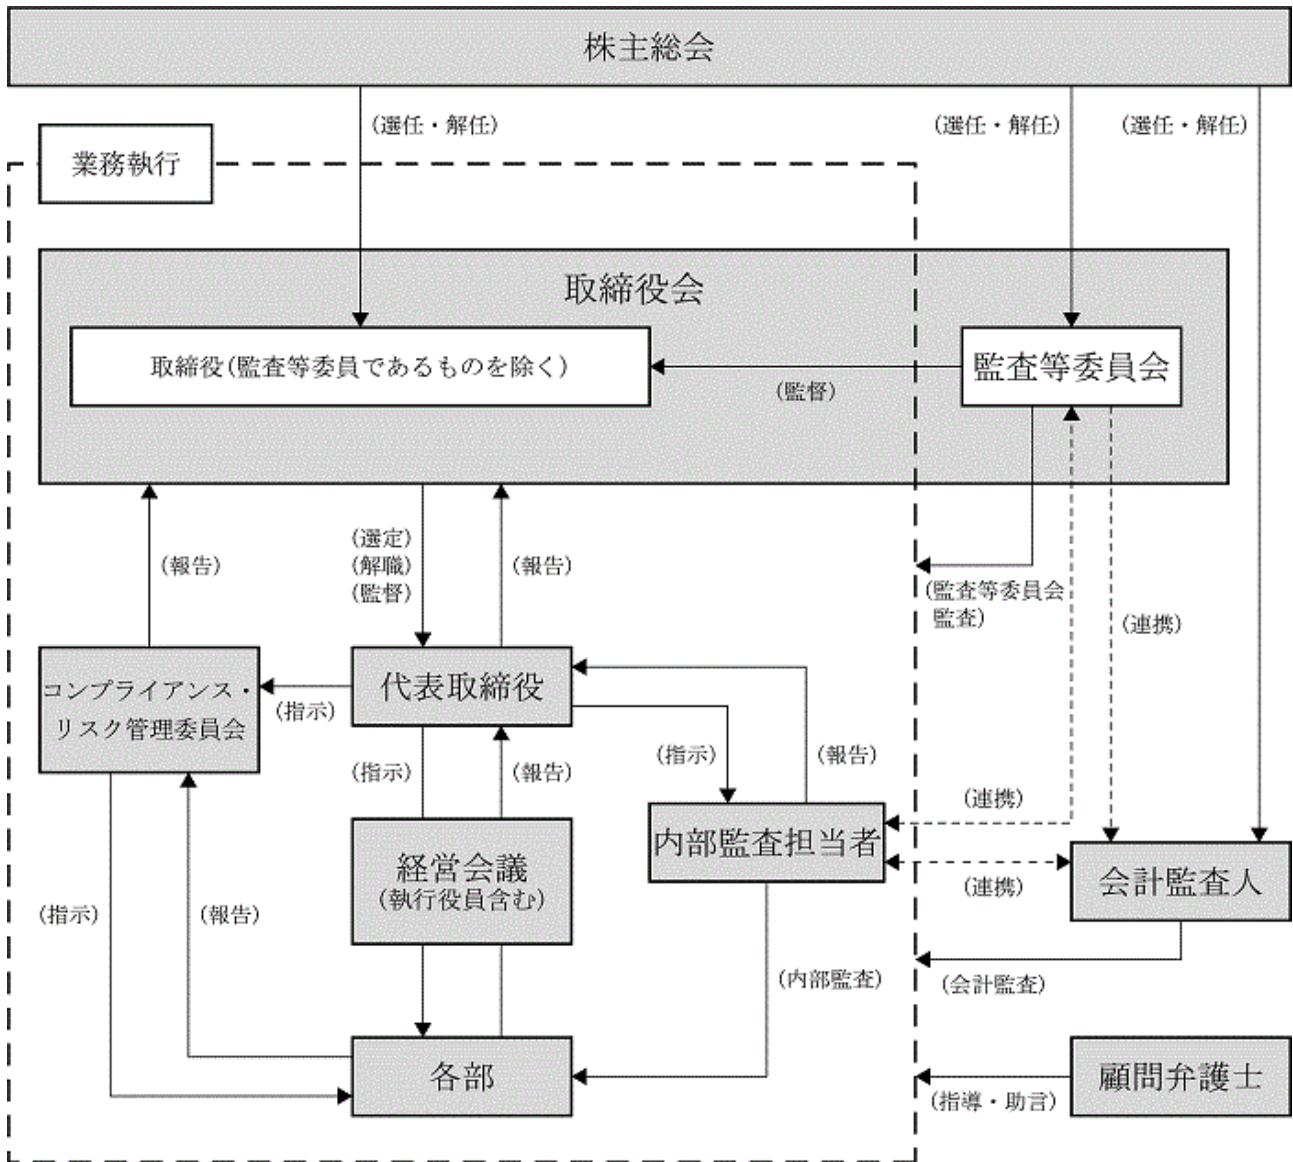 株主総会
(選任・解任)
(選任・解任)
(選任・解任)
業務執行
取締役会
取締役(監査等委員であるものを除く)
(監督)
監査等委員会
(報告)
(選定)
(解職)
(監督)
(報告)
(監査等委員会
監査)
(連携)
コンプライアンス・
リスク管理委員会
(指示)
代表取締役
(指示)
(報告)
(指示)
(報告)
(連携)
内部監査担当者
(連携)
会計監査人
経営会議
(執行役員含む)
(指示)
(報告)
(内部監査)
(会計監査)
各部
顧問弁護士
(指導・助言)